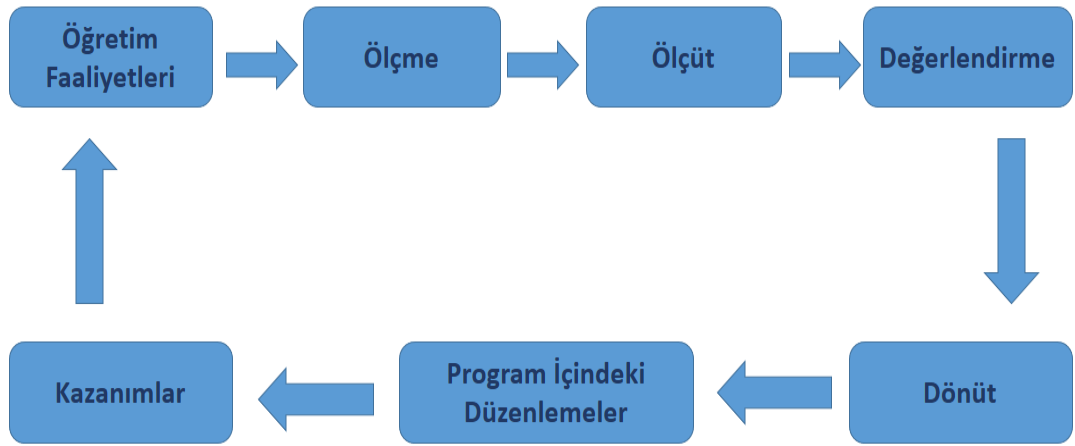 Öğretim
Faaliyetleri
Ölçme
Ölçüt
Değerlendirme
Kazanımlar
Program İçindeki
Düzenlemeler
Dönüt